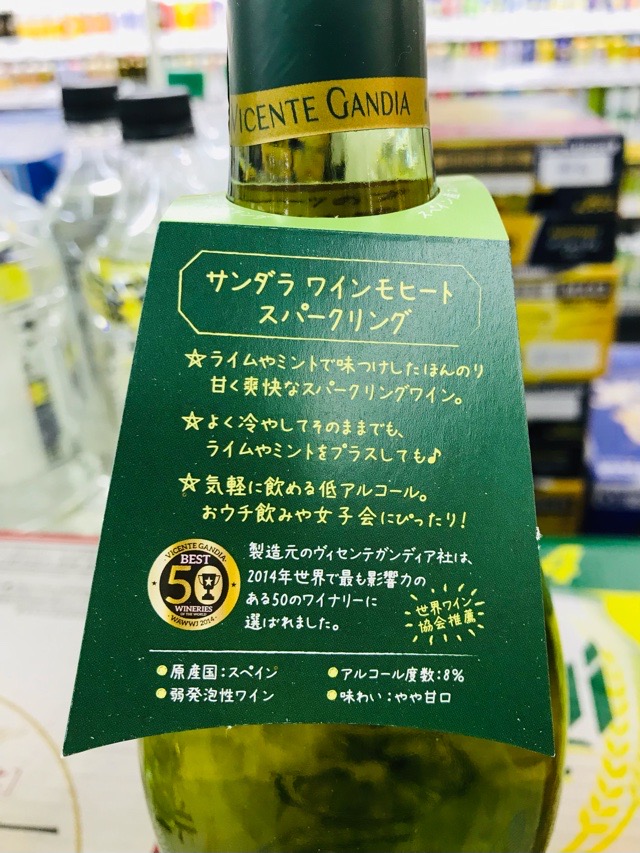 VICENTE GANDIA
サンダラ ワインモヒート
スパークリング
☆ライムやミントで味つけしたほんのり
甘く爽快なスパークリングワイン。
☆よく冷やしてそのままでも、
ライムやミントをプラスしても♪
☆気軽に飲める低アルコール。
おウチ飲みや女子会にぴったり!
VICENTE GANDIA
BEST
50
WINERIES
OF THE WORLD
WAWWJ 2014
製造元のヴィセンテガンディア社は、
2014年世界で最も影響力の
ある50のワイナリーに
選ばれました。
世界ワイン
協会推薦
●原産国:スペイン
●アルコール度数:8%
●弱発泡性ワイン
●味わい:やや甘口